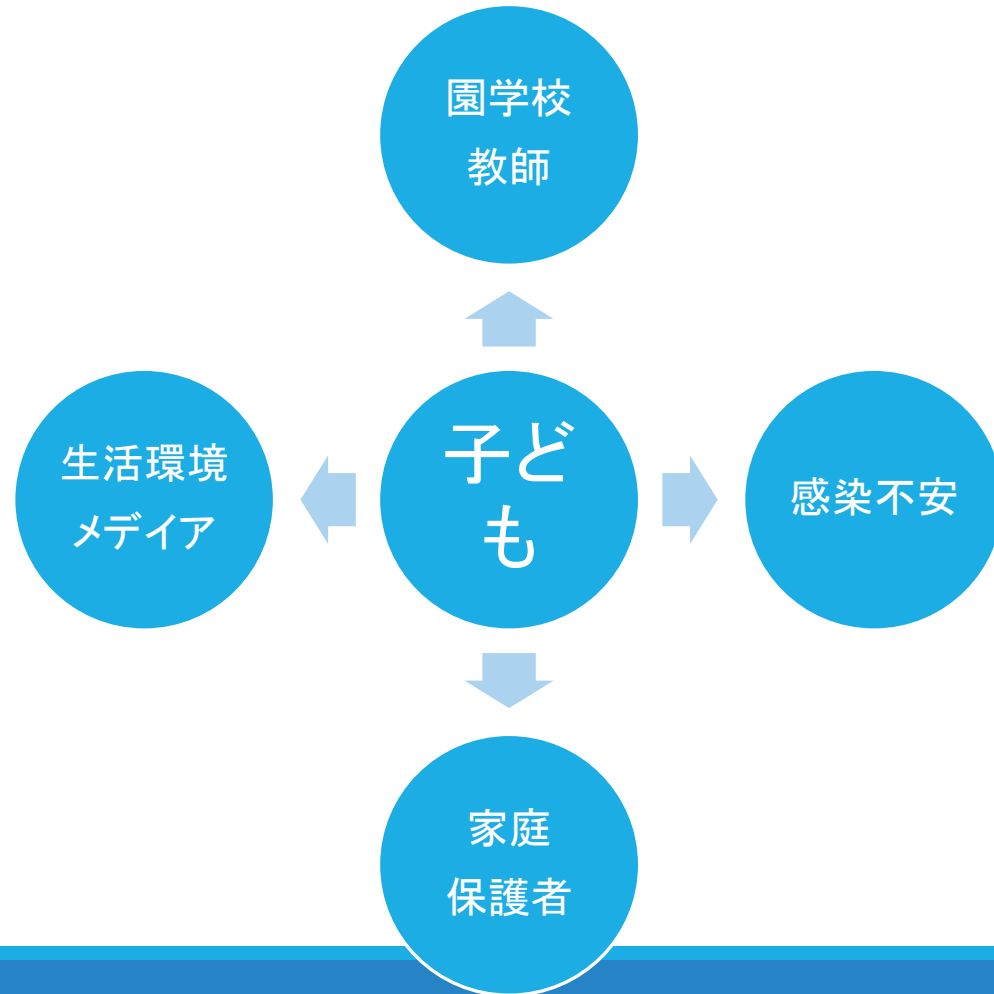 園学校
教師
生活環境
メデイア
子ど
も
感染不安
家庭
保護者